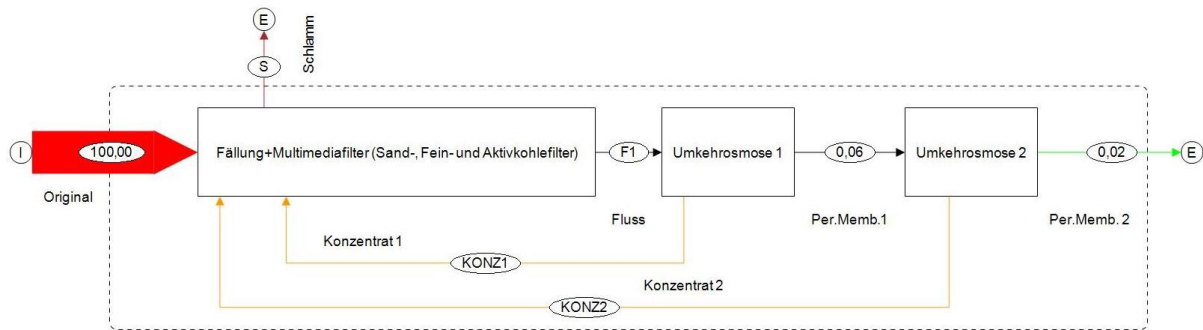 E
S
Schlamm
I
100,00
Original
Fällung+Multimediafilter (Sand-, Fein- und Aktivkohlefilter)
F1
Fluss
Umkehrosmose 1
0,06
Per.Memb.1
Umkehrosmose 2
0,02
E
Per.Memb. 2
Konzentrat 1
KONZ1
Konzentrat 2
KONZ2